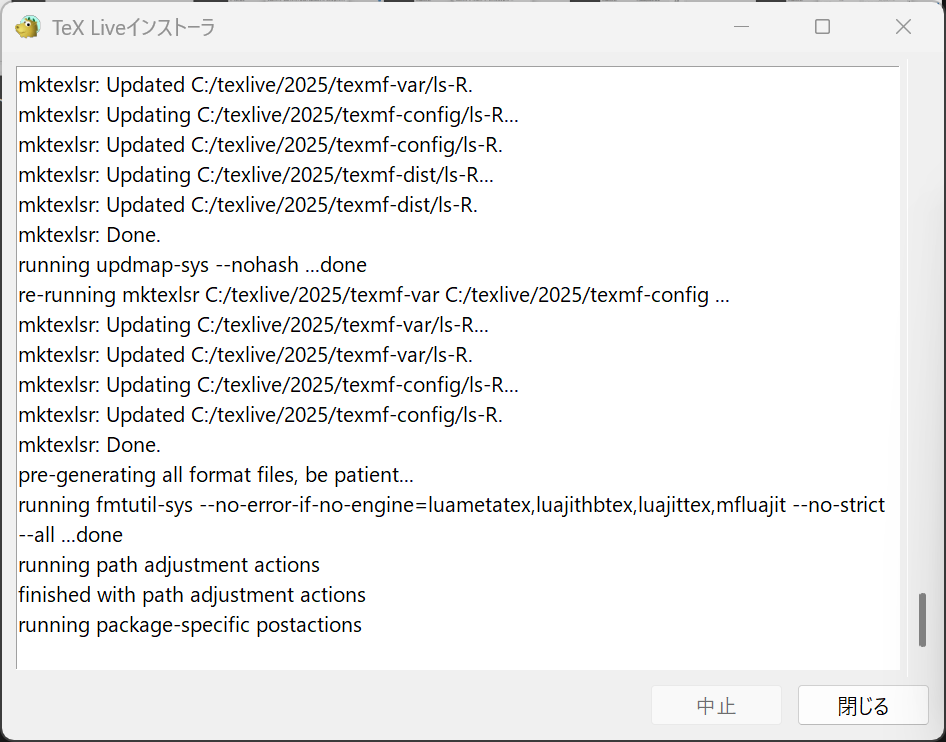 TeX Liveインストーラ
mktexlsr: Updated C:/texlive/2025/texmf-var/ls-R.
mktexlsr: Updating C:/texlive/2025/texmf-config/ls-R...
mktexlsr: Updated C:/texlive/2025/texmf-config/ls-R.
mktexlsr: Updating C:/texlive/2025/texmf-dist/ls-R...
mktexlsr: Updated C:/texlive/2025/texmf-dist/ls-R.
mktexlsr: Done.
running updmap-sys --nohash ...done
re-running mktexlsr C:/texlive/2025/texmf-var C:/texlive/2025/texmf-config ...
mktexlsr: Updating C:/texlive/2025/texmf-var/ls-R...
mktexlsr: Updated C:/texlive/2025/texmf-var/ls-R.
mktexlsr: Updating C:/texlive/2025/texmf-config/ls-R...
mktexlsr: Updated C:/texlive/2025/texmf-config/ls-R.
mktexlsr: Done.
pre-generating all format files, be patient...
running fmtutil-sys --no-error-if-no-engine=luametatex,luajithbtex,luajittex,mfluajit --no-strict
--all ...done
running path adjustment actions
finished with path adjustment actions
running package-specific postactions
中止
閉じる